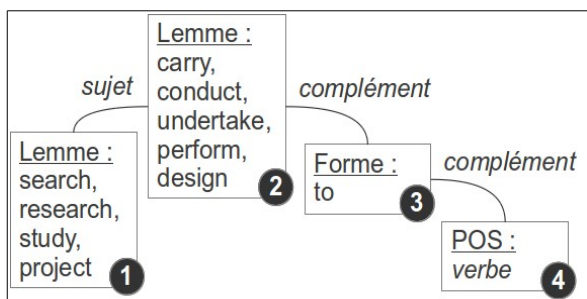 Lemme :
carry,
sujet
conduct,
complément
undertake,
perform,
design
2
Lemme :
search,
research,
study,
project
1
Forme :
to
3
complément
POS :
verbe
4